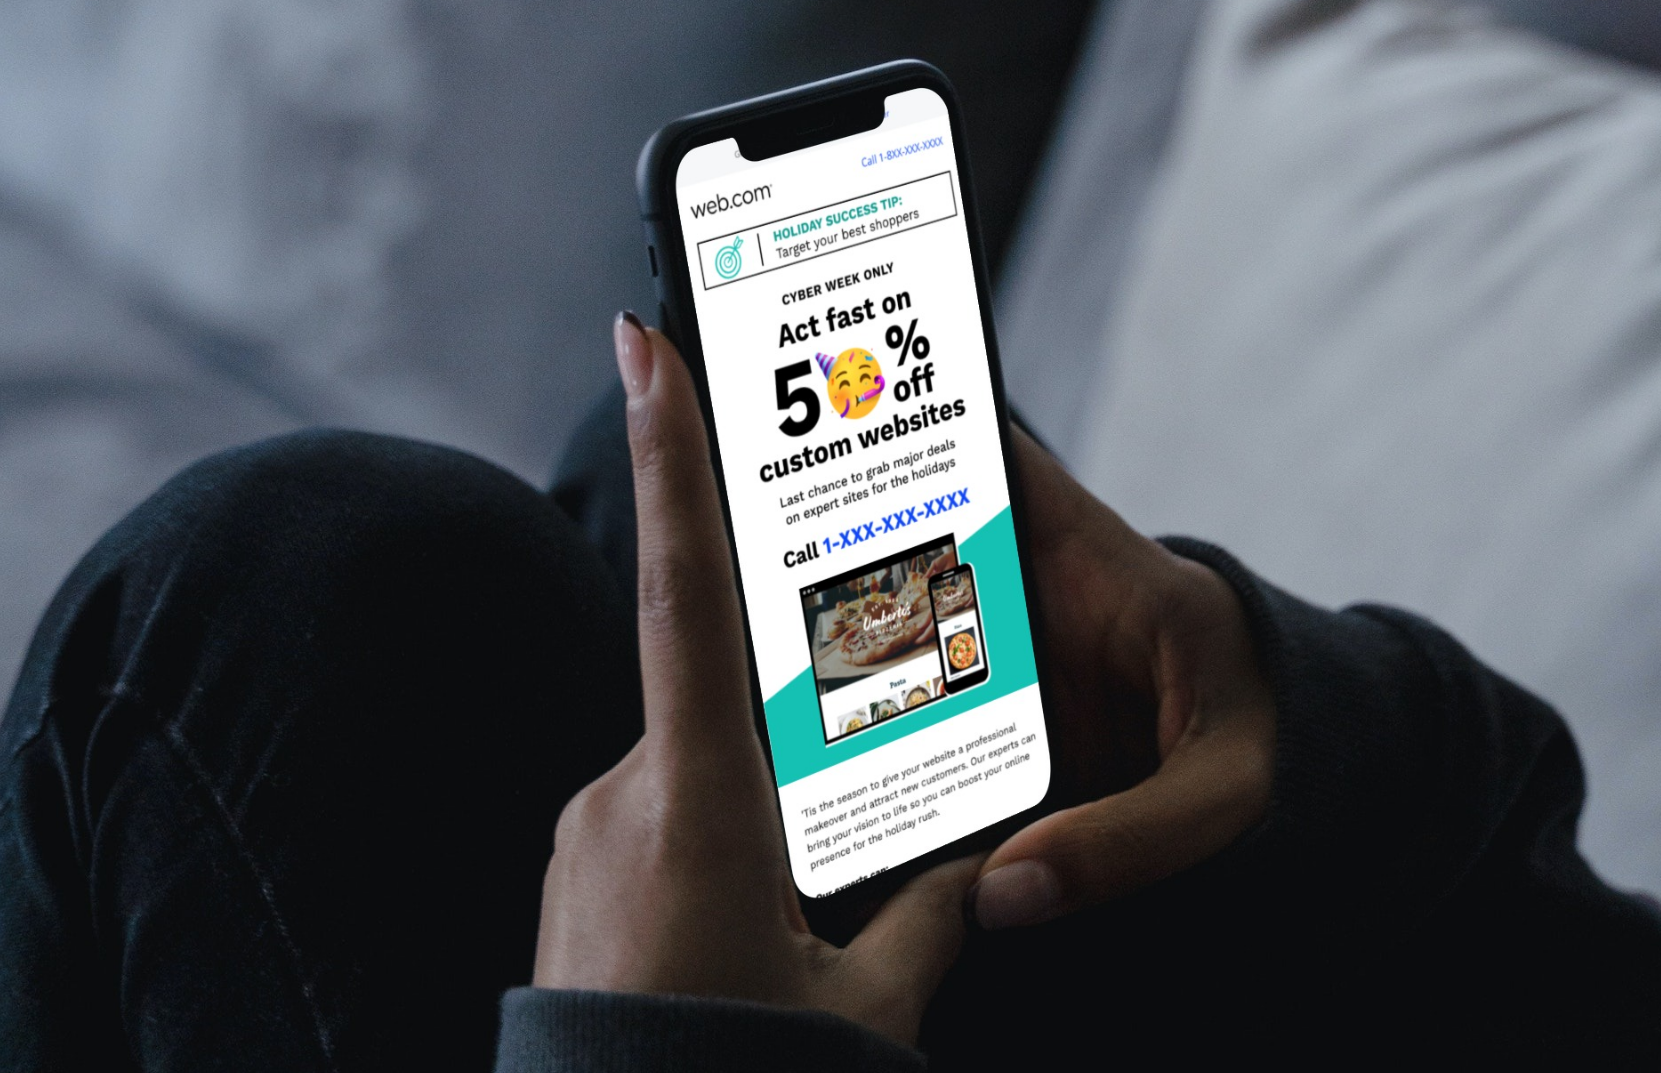 Call 1-8XX-XXX-XXXX
web.com
HOLIDAY SUCCESS TIP:
Target your best shoppers
CYBER WEEK ONLY
Act fast on
5🥳%
off
custom websites
Last chance to grab major deals
on expert sites for the holidays
Call 1-XXX-XXX-XXXX
Umberto's
Pasta
'Tis the season to give your website a professional
makeover and attract new customers. Our experts can
bring your vision to life so you can boost your online
presence for the holiday rush.
Our experts can: